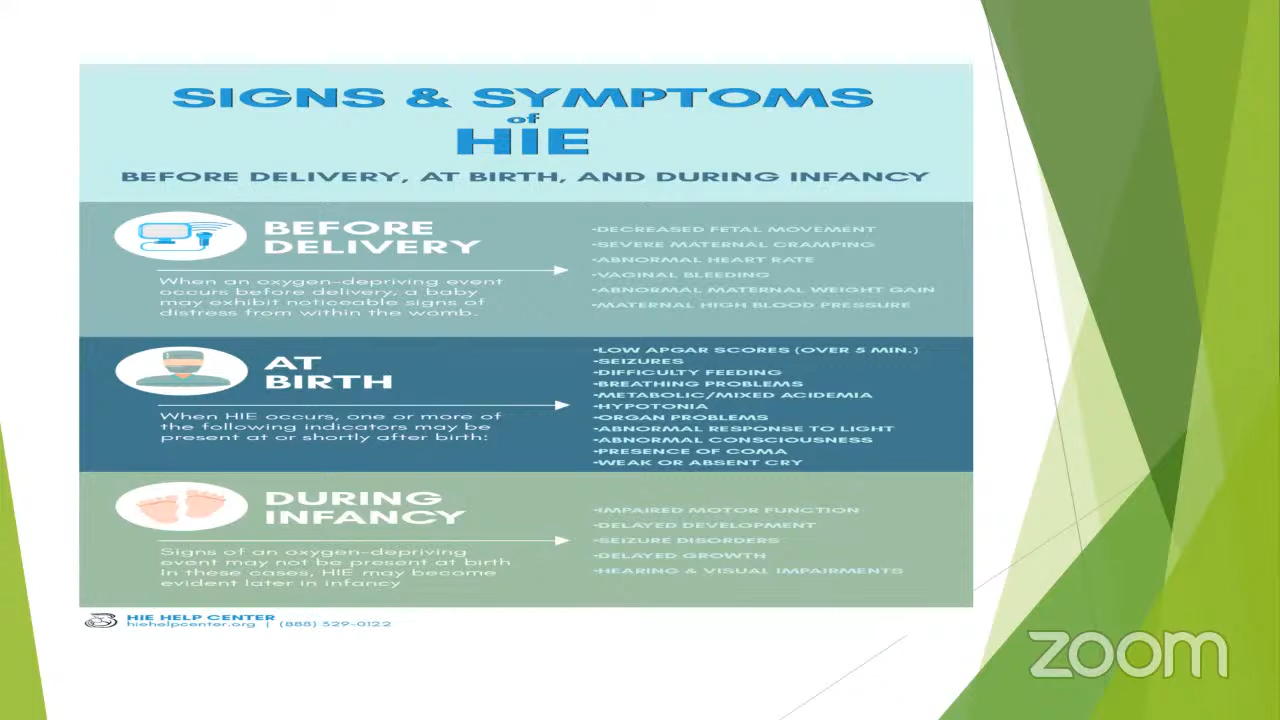 SIGNS & SYMPTOMS
of
HIE
BEFORE DELIVERY, AT BIRTH, AND DURING INFANCY
BEFORE
DELIVERY
When an oxygen-depriving event
occurs before delivery, a baby
may exhibit noticeable signs of
distress from within the womb.
•DECREASED FETAL MOVEMENT
•SEVERE MATERNAL CRAMPING
•ABNORMAL HEART RATE
•VAGINAL BLEEDING
•ABNORMAL MATERNAL WEIGHT GAIN
•MATERNAL HIGH BLOOD PRESSURE
AT
BIRTH
When HIE occurs, one or more of
the following indicators may be
present at or shortly after birth:
•LOW APGAR SCORES (OVER 5 MIN.)
•SEIZURES
•DIFFICULTY FEEDING
•BREATHING PROBLEMS
•METABOLIC/MIXED ACIDEMIA
•HYPOTONIA
•ORGAN PROBLEMS
•ABNORMAL RESPONSE TO LIGHT
•ABNORMAL CONSCIOUSNESS
•PRESENCE OF COMA
•WEAK OR ABSENT CRY
DURING
INFANCY
Signs of an oxygen-depriving
event may not be present at birth
In these cases, HIE may become
evident later in infancy
•IMPAIRED MOTOR FUNCTION
•DELAYED DEVELOPMENT
•SEIZURE DISORDERS
•DELAYED GROWTH
•HEARING & VISUAL IMPAIRMENTS
HIE HELP CENTER
hiehelpcenter.org | (888) 329-0122
zoom